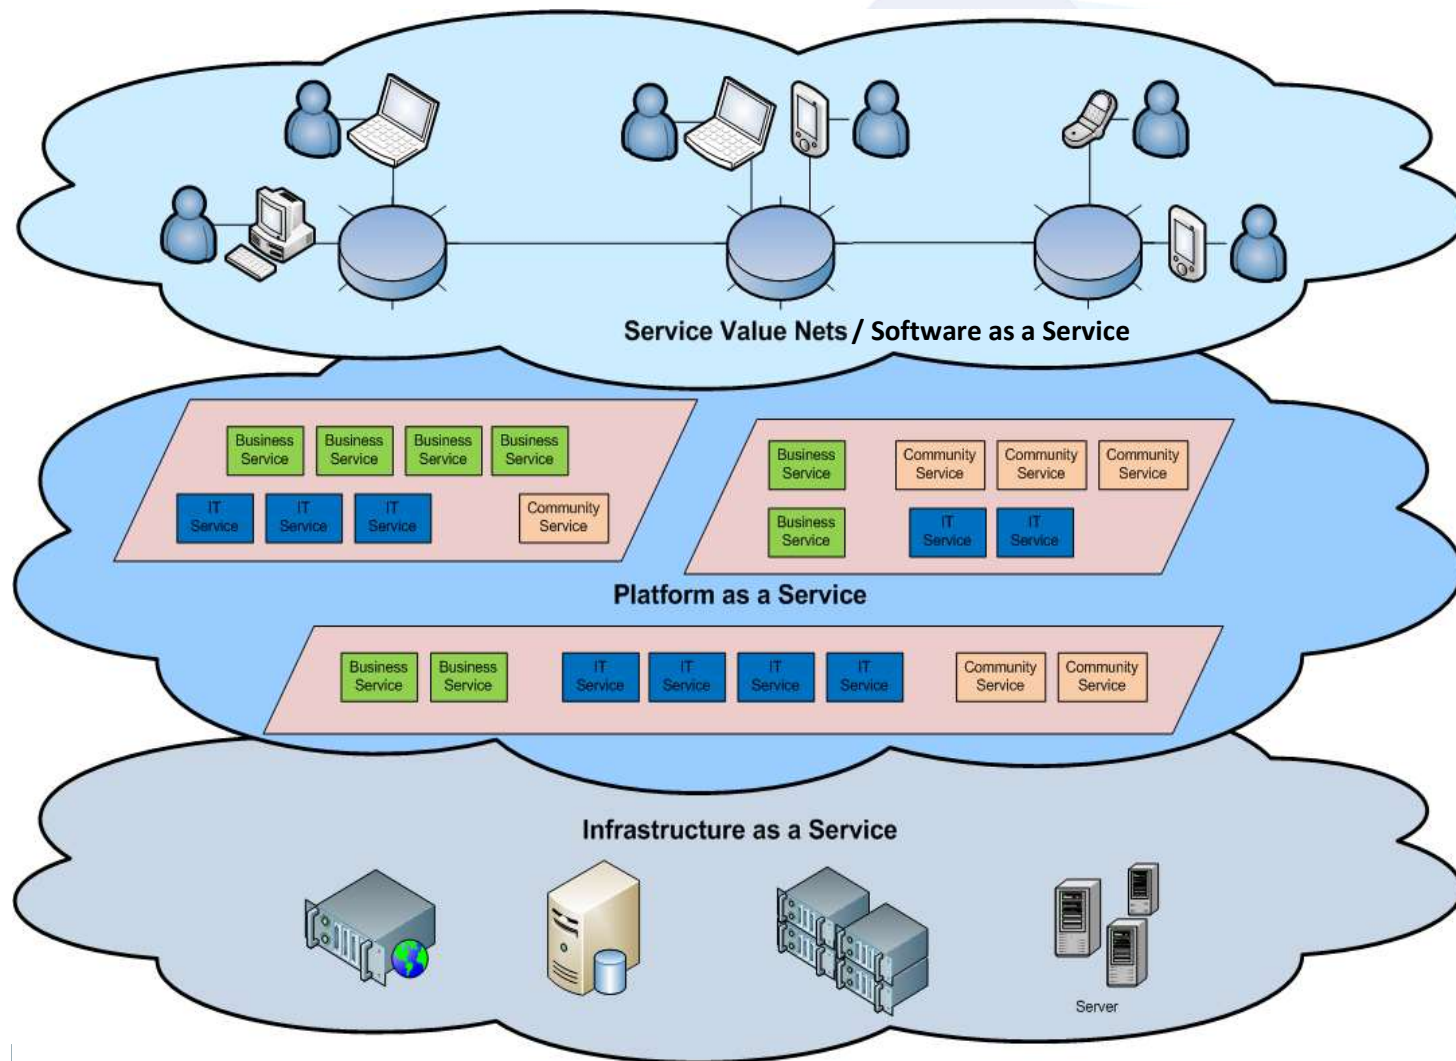 Service Value Nets / Software as a Service
Business
Service
Business
Service
Business
Service
Business
Service
IT
Service
IT
Service
IT
Service
Community
Service
Business
Service
Community
Service
Community
Service
Community
Service
Business
Service
IT
Service
IT
Service
Platform as a Service
Business
Service
Business
Service
IT
Service
IT
Service
IT
Service
IT
Service
Community
Service
Community
Service
Infrastructure as a Service
Server